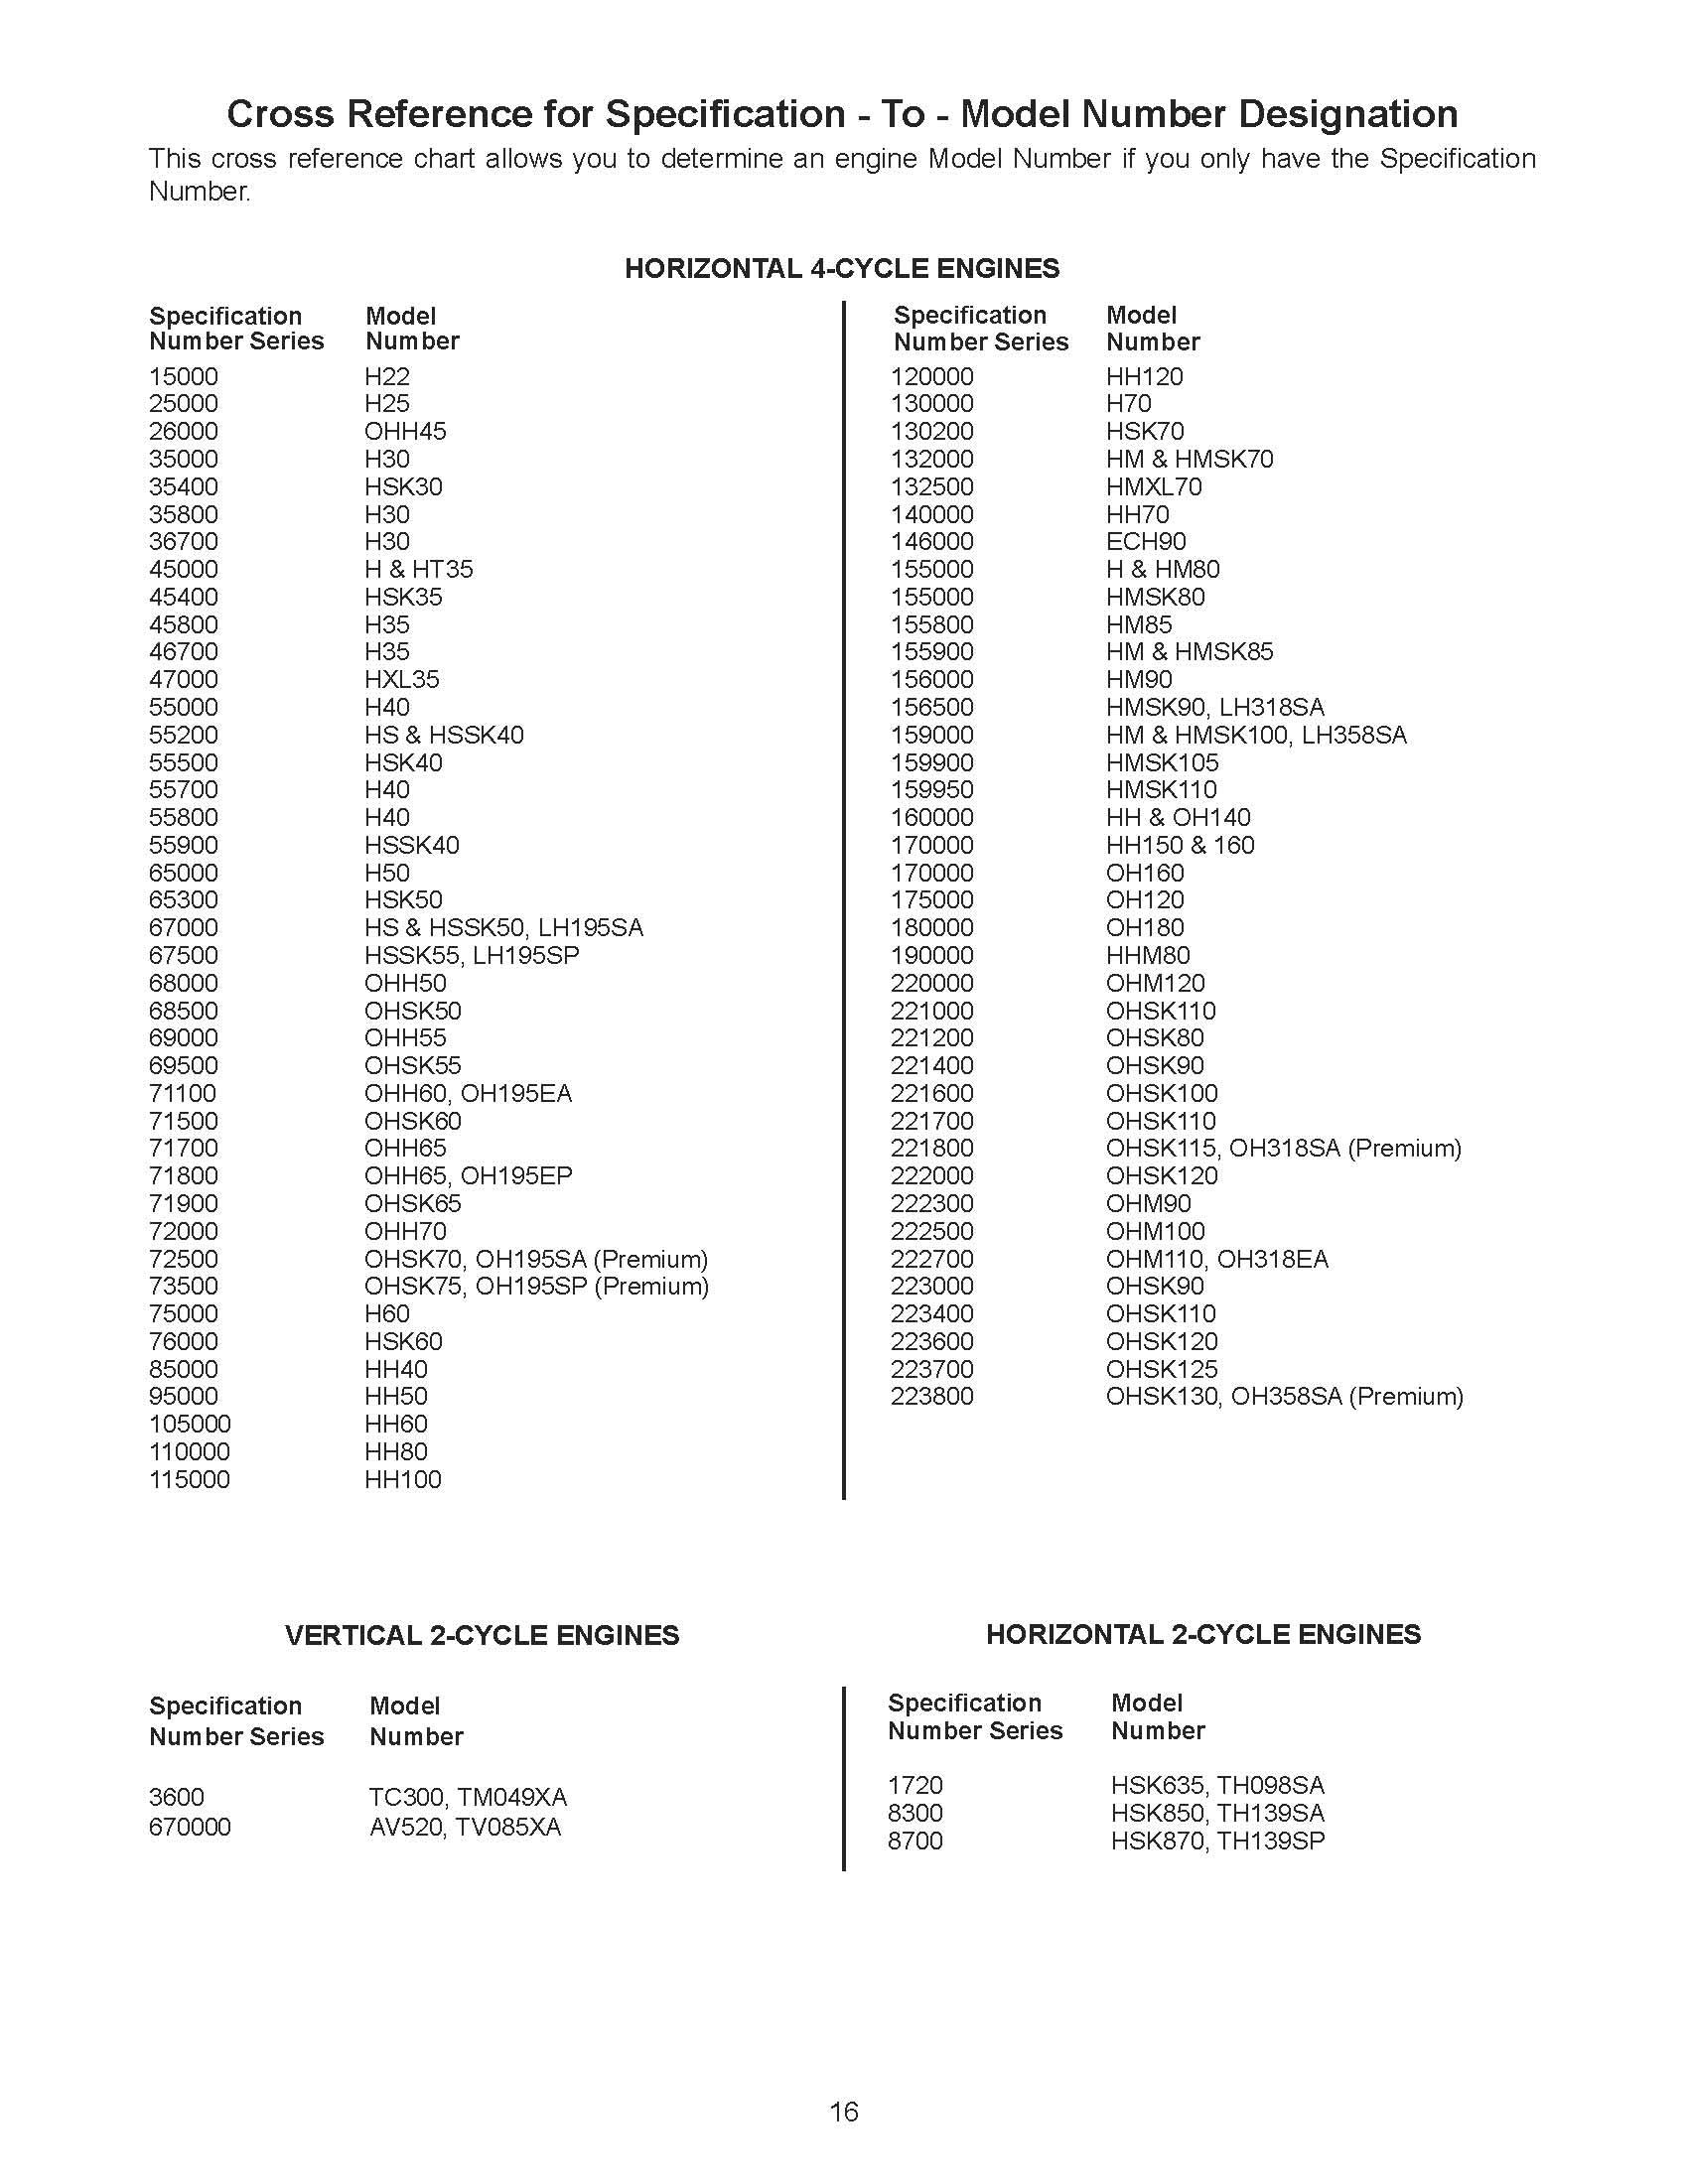 Cross Reference for Specification - To - Model Number Designation
This cross reference chart allows you to determine an engine Model Number if you only have the Specification
Number.
HORIZONTAL 4-CYCLE ENGINES
Specification Model
Number Series Number
15000 H22
25000 H25
26000 OHH45
35000 H30
35400 HSK30
35800 H30
36700 H30
45000 H & HT35
45400 HSK35
45800 H35
46700 H35
47000 HXL35
55000 H40
55200 HS & HSSK40
55500 HSK40
55700 H40
55800 H40
55900 HSSK40
65000 H50
65300 HSK50
67000 HS & HSSK50, LH195SA
67500 HSSK55, LH195SP
68000 OHH50
68500 OHSK50
69000 OHH55
69500 OHSK55
71100 OHH60, OH195EA
71500 OHSK60
71700 OHH65
71800 OHH65, OH195EP
71900 OHSK65
72000 OHH70
72500 OHSK70, OH195SA (Premium)
73500 OHSK75, OH195SP (Premium)
75000 H60
76000 HSK60
85000 HH40
95000 HH50
105000 HH60
110000 HH80
115000 HH100
Specification Model
Number Series Number
120000 HH120
130000 H70
130200 HSK70
132000 HM & HMSK70
132500 HMXL70
140000 HH70
146000 ECH90
155000 H & HM80
155000 HMSK80
155800 HM85
155900 HM & HMSK85
156000 HM90
156500 HMSK90, LH318SA
159000 HM & HMSK100, LH358SA
159900 HMSK105
159950 HMSK110
160000 HH & OH140
170000 HH150 & 160
170000 OH160
175000 OH120
180000 OH180
190000 HHM80
220000 OHM120
221000 OHSK110
221200 OHSK80
221400 OHSK90
221600 OHSK100
221700 OHSK110
221800 OHSK115, OH318SA (Premium)
222000 OHSK120
222300 OHM90
222500 OHM100
222700 OHM110, OH318EA
223000 OHSK90
223400 OHSK110
223600 OHSK120
223700 OHSK125
223800 OHSK130, OH358SA (Premium)
VERTICAL 2-CYCLE ENGINES
Specification Model
Number Series Number
3600 TC300, TM049XA
670000 AV520, TV085XA
HORIZONTAL 2-CYCLE ENGINES
Specification Model
Number Series Number
1720 HSK635, TH098SA
8300 HSK850, TH139SA
8700 HSK870, TH139SP
16